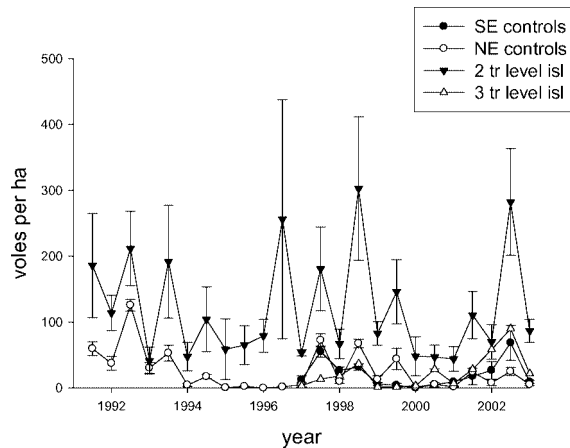 SE controls
NE controls
2 tr level isl
3 tr level isl
500
400
300
200
100
0
voles per ha
1992
1994
1996
1998
2000
2002
year